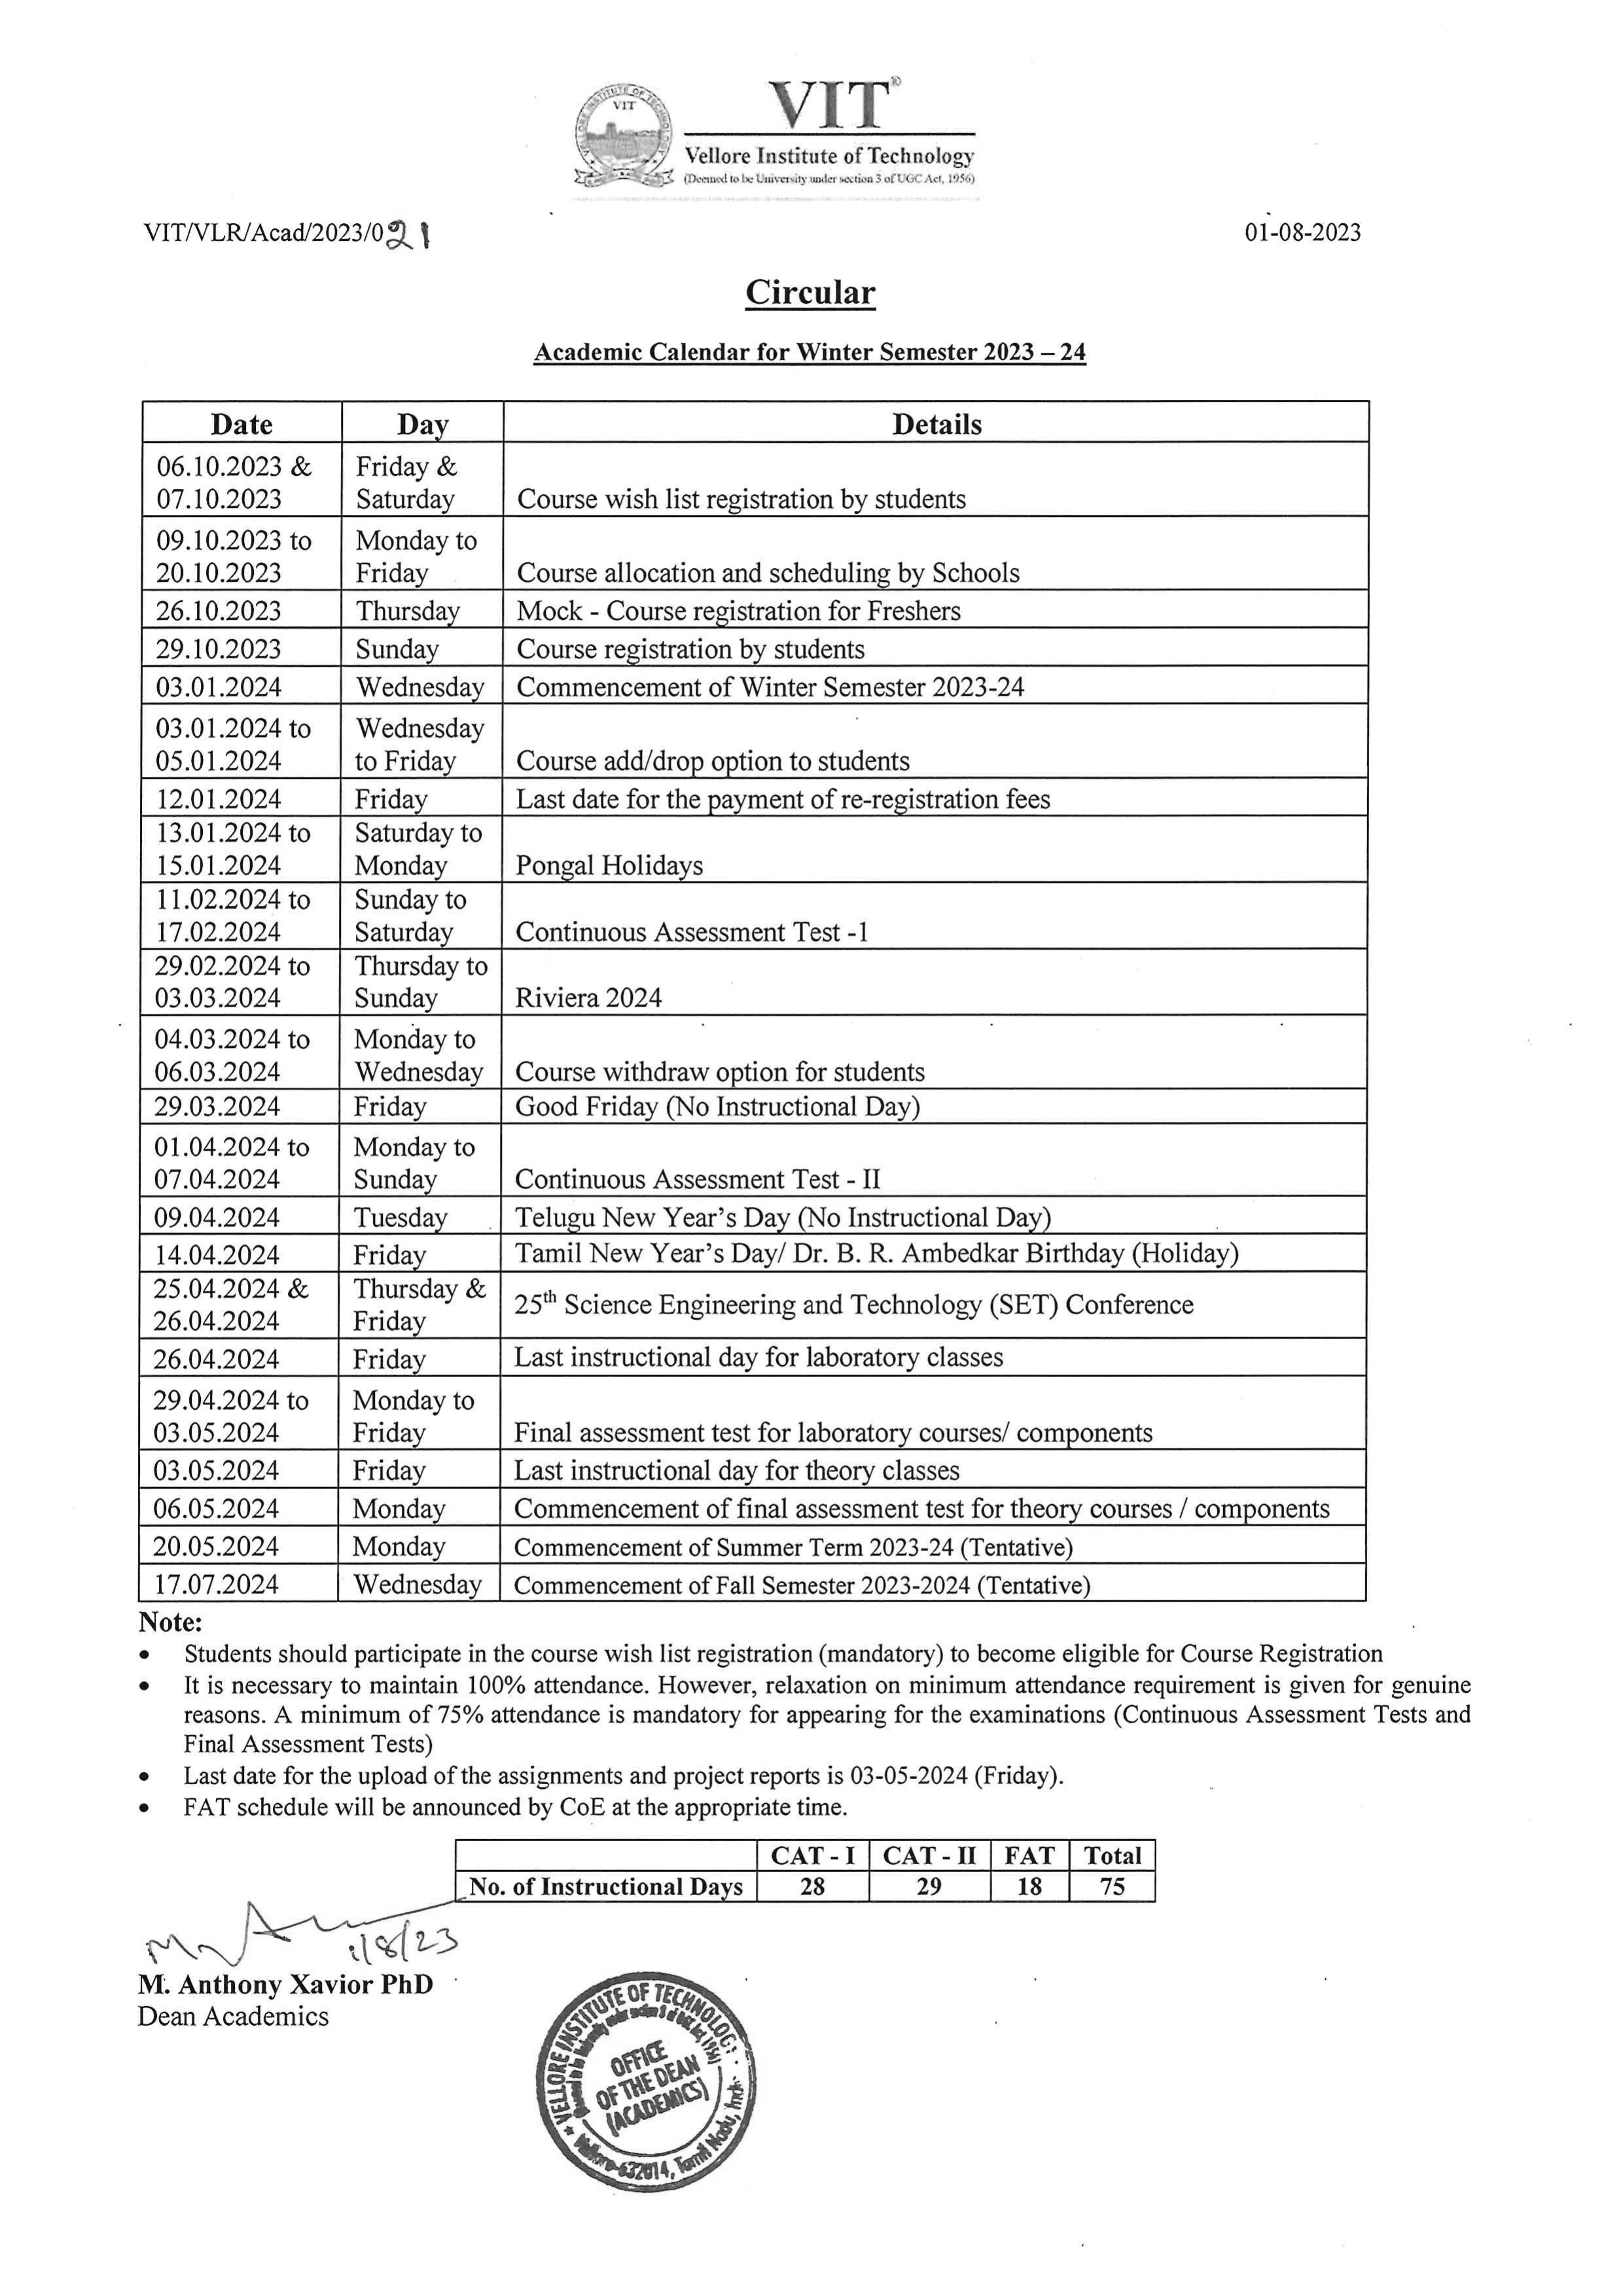 VIT®
Vellore Institute of Technology
(Deemed to be University under section 3 of UGC Act, 1956)
VELLORE INSTITUTE OF TECHNOLOGY
VIT
VIT/VLR/Acad/2023/021 01-08-2023
Circular
Academic Calendar for Winter Semester 2023 – 24
Date Day Details
06.10.2023 & Friday &
07.10.2023 Saturday Course wish list registration by students
09.10.2023 to Monday to
20.10.2023 Friday Course allocation and scheduling by Schools
26.10.2023 Thursday Mock - Course registration for Freshers
29.10.2023 Sunday Course registration by students
03.01.2024 Wednesday Commencement of Winter Semester 2023-24
03.01.2024 to Wednesday
05.01.2024 to Friday Course add/drop option to students
12.01.2024 Friday Last date for the payment of re-registration fees
13.01.2024 to Saturday to
15.01.2024 Monday Pongal Holidays
11.02.2024 to Sunday to
17.02.2024 Saturday Continuous Assessment Test -1
29.02.2024 to Thursday to
03.03.2024 Sunday Riviera 2024
04.03.2024 to Monday to
06.03.2024 Wednesday Course withdraw option for students
29.03.2024 Friday Good Friday (No Instructional Day)
01.04.2024 to Monday to
07.04.2024 Sunday Continuous Assessment Test - II
09.04.2024 Tuesday Telugu New Year's Day (No Instructional Day)
14.04.2024 Friday Tamil New Year's Day/ Dr. B. R. Ambedkar Birthday (Holiday)
25.04.2024 & Thursday &
26.04.2024 Friday 25th Science Engineering and Technology (SET) Conference
26.04.2024 Friday Last instructional day for laboratory classes
29.04.2024 to Monday to
03.05.2024 Friday Final assessment test for laboratory courses/ components
03.05.2024 Friday Last instructional day for theory classes
06.05.2024 Monday Commencement of final assessment test for theory courses / components
20.05.2024 Monday Commencement of Summer Term 2023-24 (Tentative)
17.07.2024 Wednesday Commencement of Fall Semester 2023-2024 (Tentative)
Note:
• Students should participate in the course wish list registration (mandatory) to become eligible for Course Registration
• It is necessary to maintain 100% attendance. However, relaxation on minimum attendance requirement is given for genuine
reasons. A minimum of 75% attendance is mandatory for appearing for the examinations (Continuous Assessment Tests and
Final Assessment Tests)
• Last date for the upload of the assignments and project reports is 03-05-2024 (Friday).
• FAT schedule will be announced by CoE at the appropriate time.
CAT - I CAT - II FAT Total
No. of Instructional Days 28 29 18 75
1/8/23
M. Anthony Xavior PhD
Dean Academics
VELLORE INSTITUTE OF TECHNOLOGY
OFFICE
OF THE DEAN
(ACADEMICS)
Vellore-632014, Tamil Nadu, India